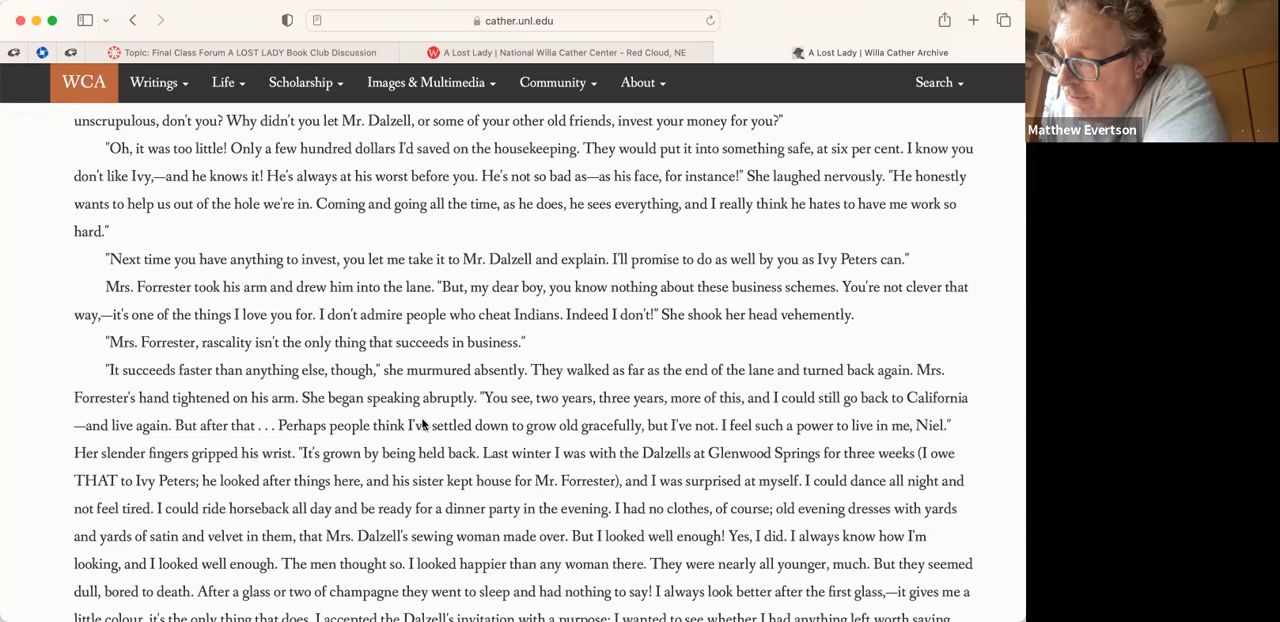 cather.unl.edu
Topic: Final Class Forum A LOST LADY Book Club Discussion
A Lost Lady | National Willa Cather Center - Red Cloud, NE
A Lost Lady | Willa Cather Archive
WCA
Writings
Life
Scholarship
Images & Multimedia
Community
About
Search
Matthew Evertson
unscrupulous, don't you? Why didn't you let Mr. Dalzell, or some of your other old friends, invest your money for you?"
"Oh, it was too little! Only a few hundred dollars I'd saved on the housekeeping. They would put it into something safe, at six per cent. I know you
don't like Ivy,—and he knows it! He's always at his worst before you. He's not so bad as—as his face, for instance!" She laughed nervously. "He honestly
wants to help us out of the hole we're in. Coming and going all the time, as he does, he sees everything, and I really think he hates to have me work so
hard."
"Next time you have anything to invest, you let me take it to Mr. Dalzell and explain. I'll promise to do as well by you as Ivy Peters can."
Mrs. Forrester took his arm and drew him into the lane. "But, my dear boy, you know nothing about these business schemes. You're not clever that
way,—it's one of the things I love you for. I don't admire people who cheat Indians. Indeed I don't!" She shook her head vehemently.
"Mrs. Forrester, rascality isn't the only thing that succeeds in business."
"It succeeds faster than anything else, though," she murmured absently. They walked as far as the end of the lane and turned back again. Mrs.
Forrester's hand tightened on his arm. She began speaking abruptly. "You see, two years, three years, more of this, and I could still go back to California
—and live again. But after that . . . Perhaps people think I've settled down to grow old gracefully, but I've not. I feel such a power to live in me, Niel."
Her slender fingers gripped his wrist. "It's grown by being held back. Last winter I was with the Dalzells at Glenwood Springs for three weeks (I owe
THAT to Ivy Peters; he looked after things here, and his sister kept house for Mr. Forrester), and I was surprised at myself. I could dance all night and
not feel tired. I could ride horseback all day and be ready for a dinner party in the evening. I had no clothes, of course; old evening dresses with yards
and yards of satin and velvet in them, that Mrs. Dalzell's sewing woman made over. But I looked well enough! Yes, I did. I always know how I'm
looking, and I looked well enough. The men thought so. I looked happier than any woman there. They were nearly all younger, much. But they seemed
dull, bored to death. After a glass or two of champagne they went to sleep and had nothing to say! I always look better after the first glass,—it gives me a
little colour, it's the only thing that does. I accepted the Dalzell's invitation with a purpose; I wanted to see whether I had anything left worth saving.